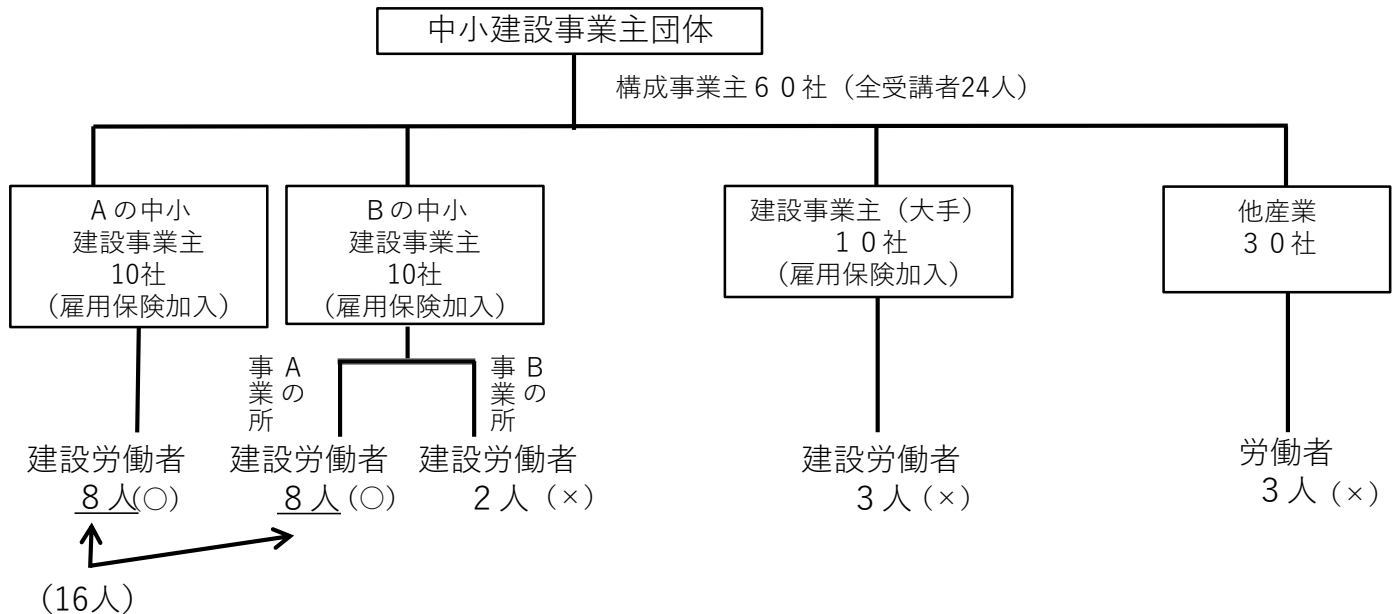 中小建設事業主団体
構成事業主６０社（全受講者24人）
Ａの中小
建設事業主
10社
（雇用保険加入）
Ｂの中小
建設事業主
10社
（雇用保険加入）
建設事業主（大手）
１０社
（雇用保険加入）
他産業
３０社
Ａの
事業所
Ｂの
事業所
建設労働者
８人(○)
建設労働者
８人(○)
建設労働者
２人（×）
建設労働者
３人（×）
労働者
３人（×）
(16人)